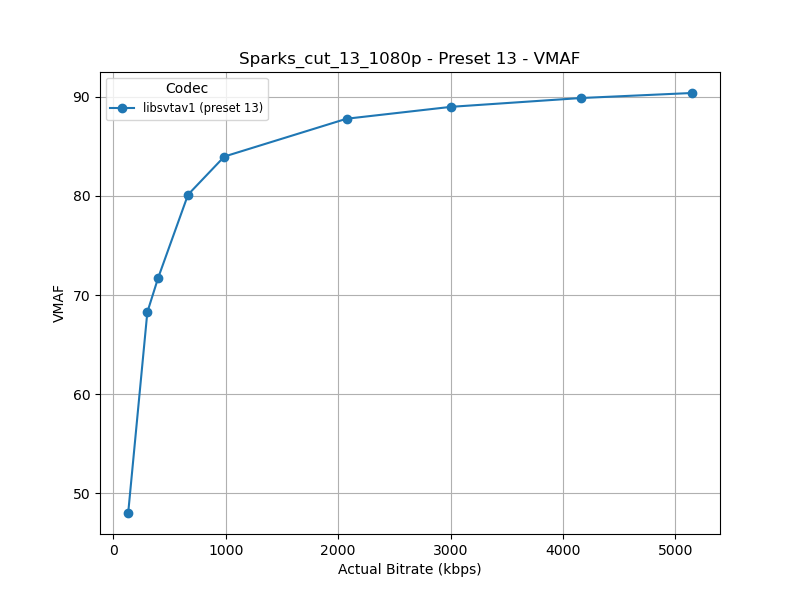 Sparks_cut_13_1080p - Preset 13 - VMAF
Codec
libsvtav1 (preset 13)
90
80
70
60
50
VMAF
0 1000 2000 3000 4000 5000
Actual Bitrate (kbps)